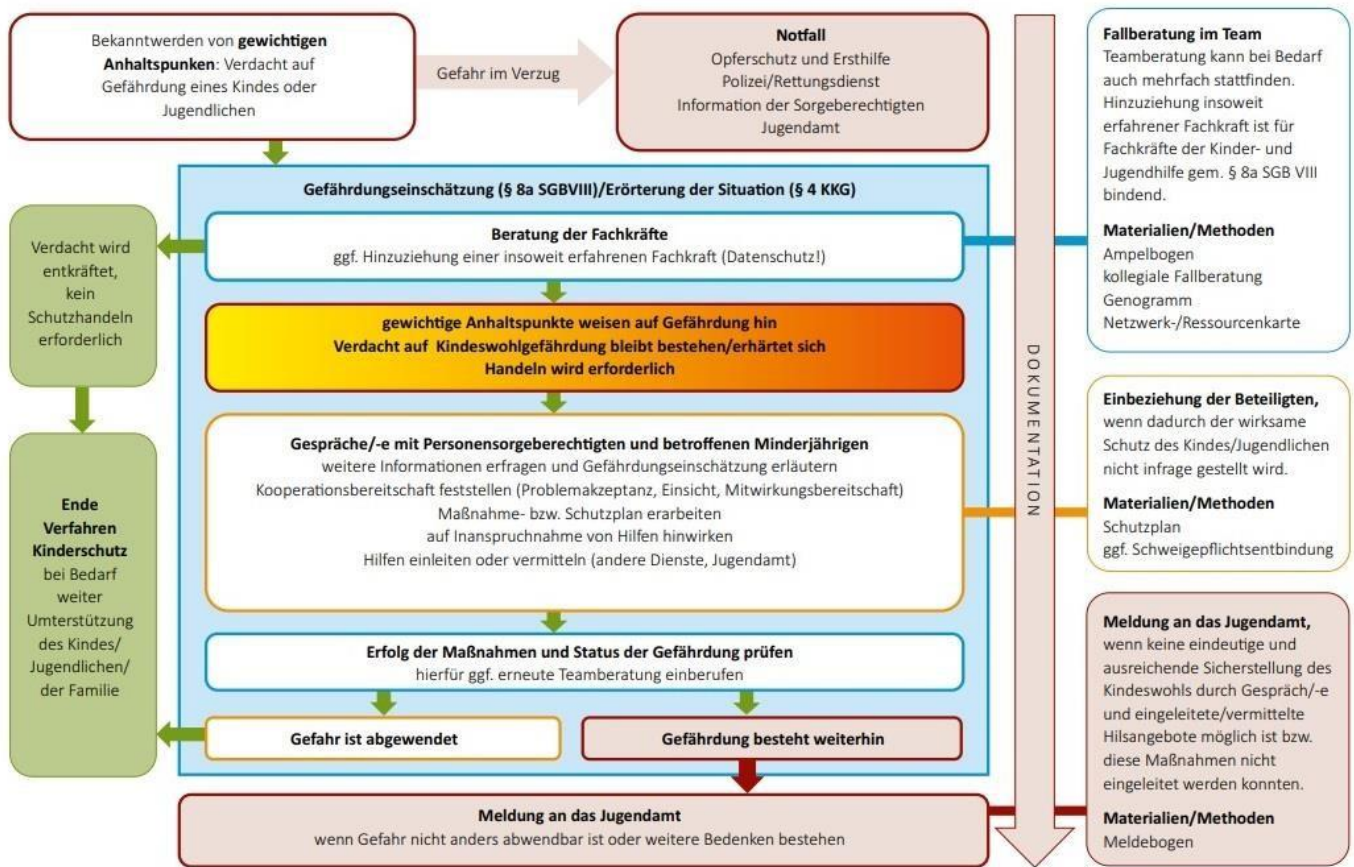 Bekanntwerden von gewichtigen
Anhaltspunken: Verdacht auf
Gefährdung eines Kindes oder
Jugendlichen
Gefahr im Verzug
Notfall
Opferschutz und Ersthilfe
Polizei/Rettungsdienst
Information der Sorgeberechtigten
Jugendamt
Gefährdungseinschätzung (§ 8a SGBVIII)/Erörterung der Situation (§ 4 KKG)
Beratung der Fachkräfte
ggf. Hinzuziehung einer insoweit erfahrenen Fachkraft (Datenschutz!)
Verdacht wird
entkräftet,
kein
Schutzhandeln
erforderlich
gewichtige Anhaltspunkte weisen auf Gefährdung hin
Verdacht auf Kindeswohlgefährdung bleibt bestehen/erhärtet sich
Handeln wird erforderlich
Gespräche/-e mit Personensorgeberechtigten und betroffenen Minderjährigen
weitere Informationen erfragen und Gefährdungseinschätzung erläutern
Kooperationsbereitschaft feststellen (Problemakzeptanz, Einsicht, Mitwirkungsbereitschaft)
Maßnahme- bzw. Schutzplan erarbeiten
auf Inanspruchnahme von Hilfen hinwirken
Hilfen einleiten oder vermitteln (andere Dienste, Jugendamt)
Ende
Verfahren
Kinderschutz
bei Bedarf
weiter
Umterstützung
des Kindes/
Jugendlichen/
der Familie
Erfolg der Maßnahmen und Status der Gefährdung prüfen
hierfür ggf. erneute Teamberatung einberufen
Gefahr ist abgewendet
Gefährdung besteht weiterhin
Meldung an das Jugendamt
wenn Gefahr nicht anders abwendbar ist oder weitere Bedenken bestehen
DOKUMENTATION
Fallberatung im Team
Teamberatung kann bei Bedarf
auch mehrfach stattfinden.
Hinzuziehung insoweit
erfahrener Fachkraft ist für
Fachkräfte der Kinder- und
Jugendhilfe gem. § 8a SGB VIII
bindend.
Materialien/Methoden
Ampelbogen
kollegiale Fallberatung
Genogramm
Netzwerk-/Ressourcenkarte
Einbeziehung der Beteiligten,
wenn dadurch der wirksame
Schutz des Kindes/Jugendlichen
nicht infrage gestellt wird.
Materialien/Methoden
Schutzplan
ggf. Schweigepflichtsentbindung
Meldung an das Jugendamt,
wenn keine eindeutige und
ausreichende Sicherstellung des
Kindeswohls durch Gespräch/-e
und eingeleitete/vermittelte
Hilsangebote möglich ist bzw.
diese Maßnahmen nicht
eingeleitet werden konnten.
Materialien/Methoden
Meldebogen